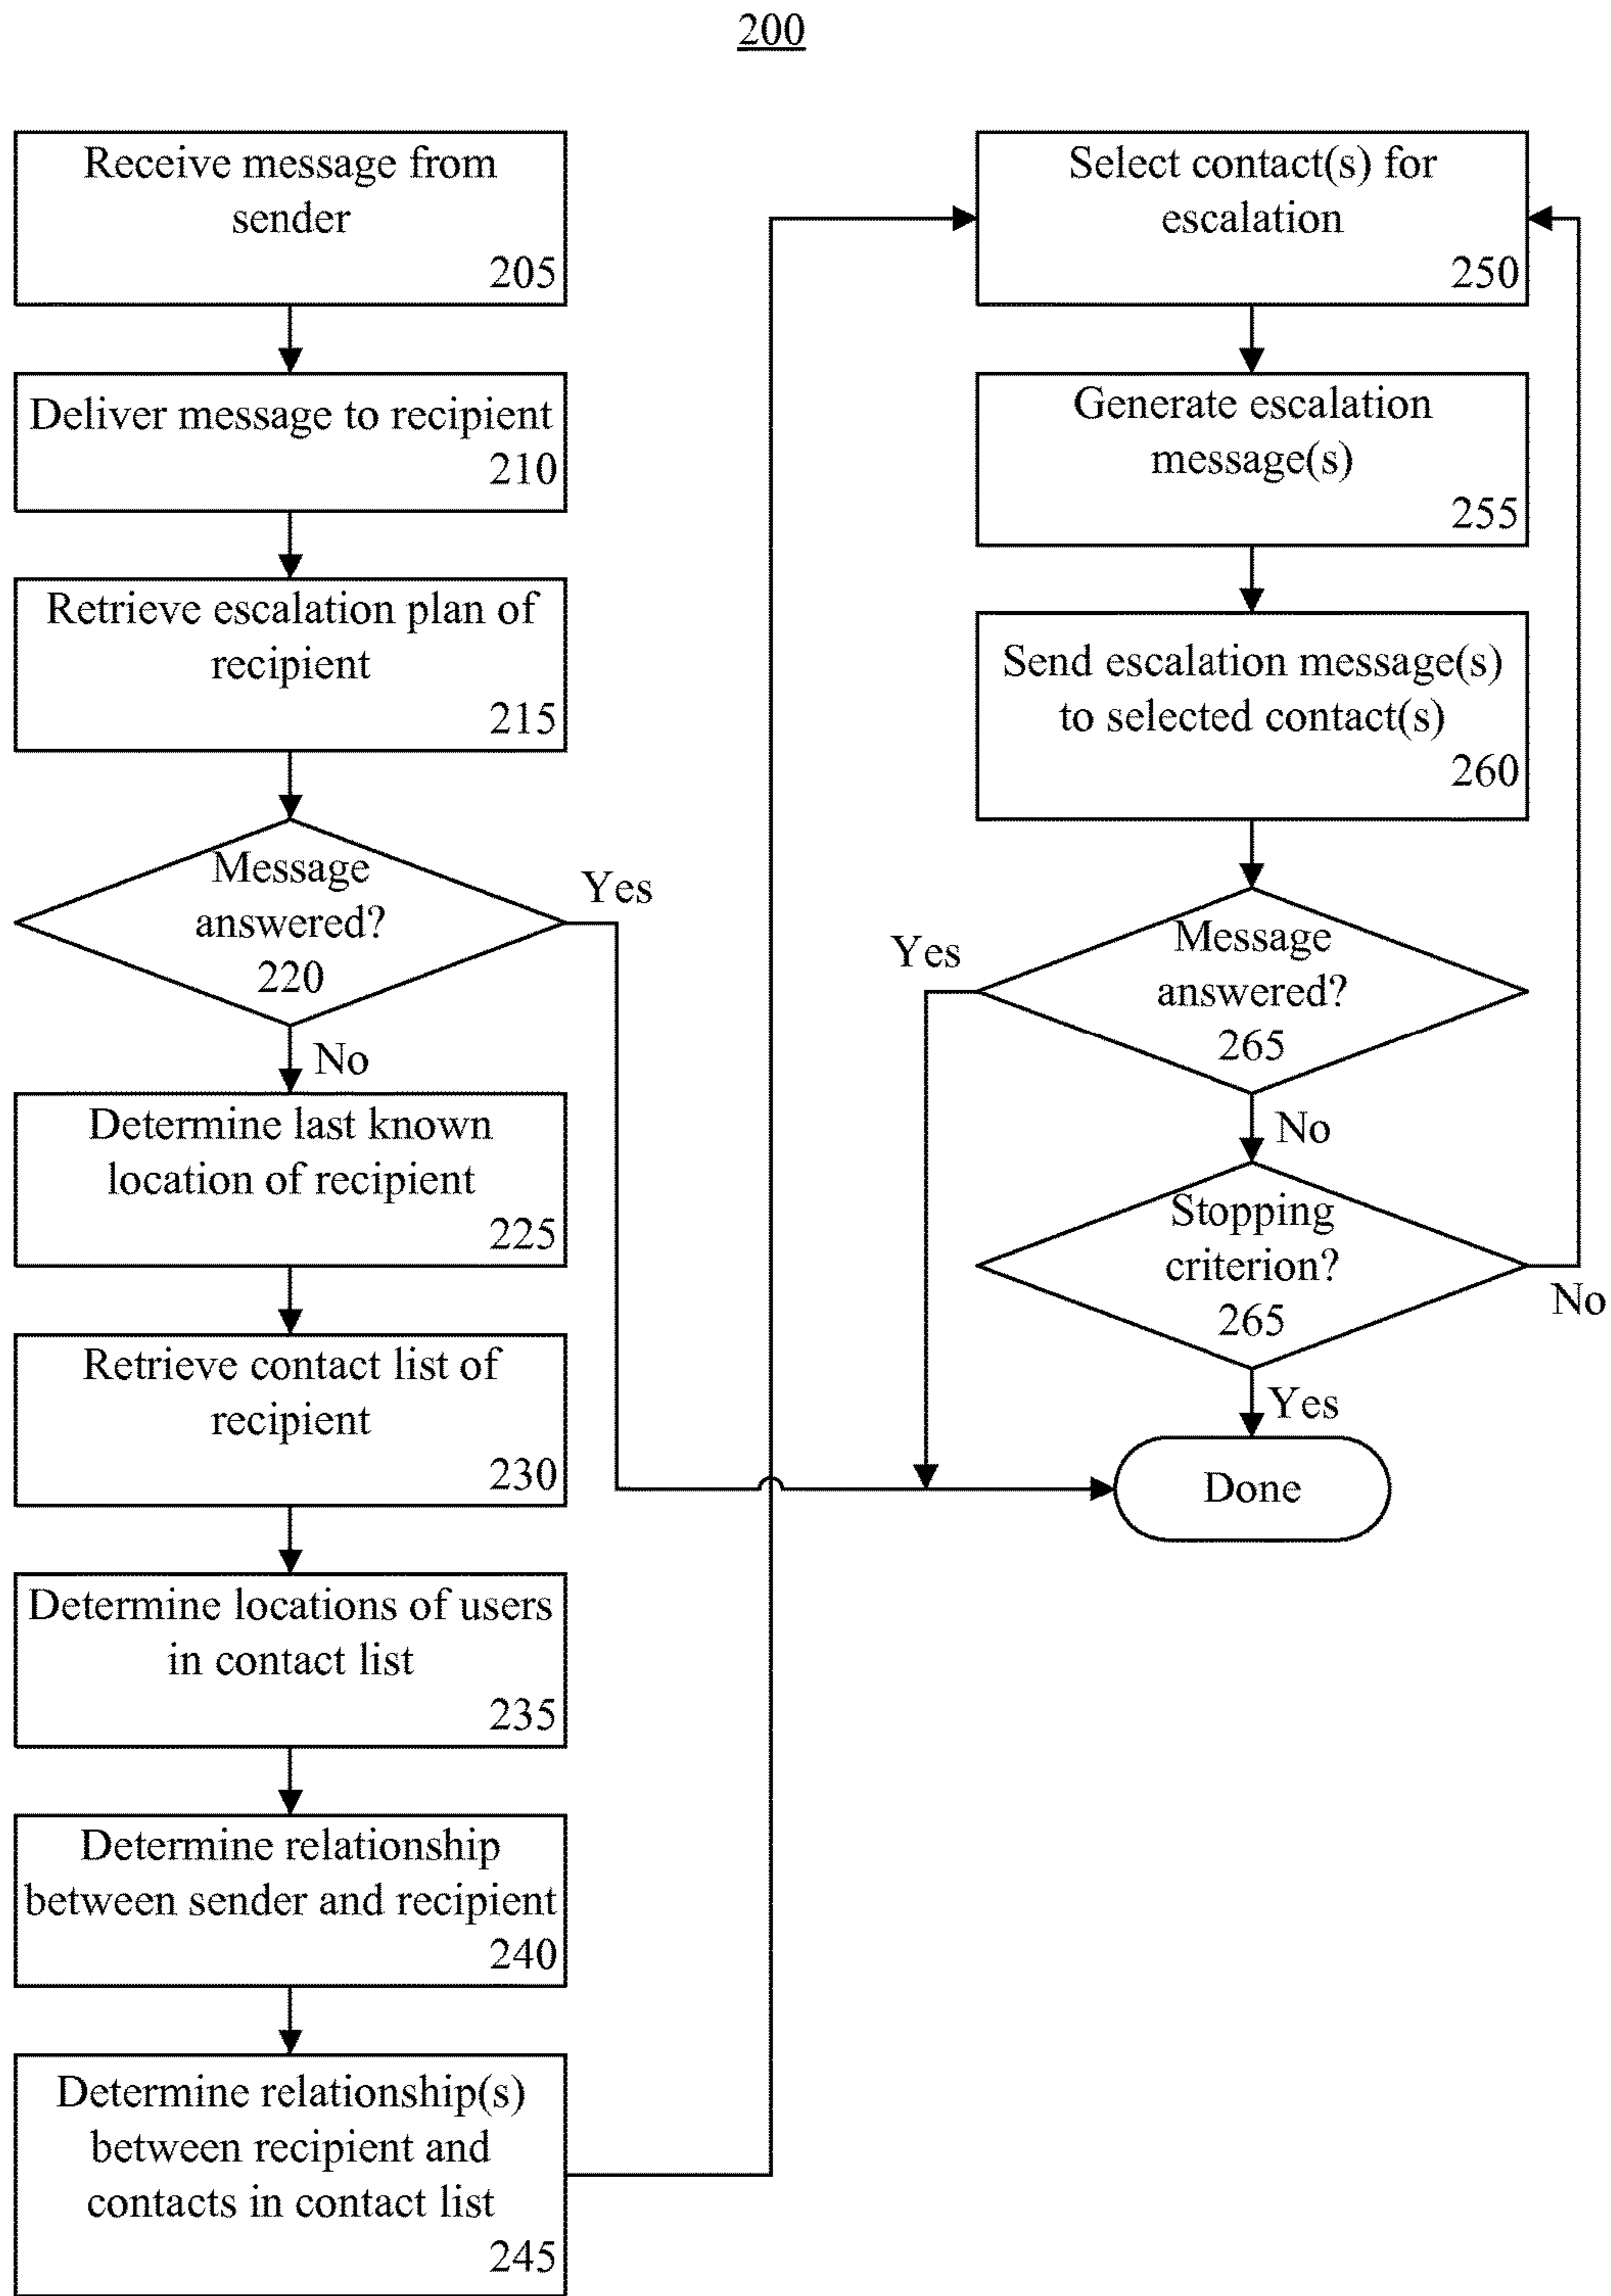 200
Receive message from
sender
205
Deliver message to recipient
210
Retrieve escalation plan of
recipient
215
Message
answered?
220
Yes
No
Determine last known
location of recipient
225
Retrieve contact list of
recipient
230
Determine locations of users
in contact list
235
Determine relationship
between sender and recipient
240
Determine relationship(s)
between recipient and
contacts in contact list
245
Select contact(s) for
escalation
250
Generate escalation
message(s)
255
Send escalation message(s)
to selected contact(s)
260
Message
answered?
265
Yes
No
Stopping
criterion?
265
No
Yes
Done